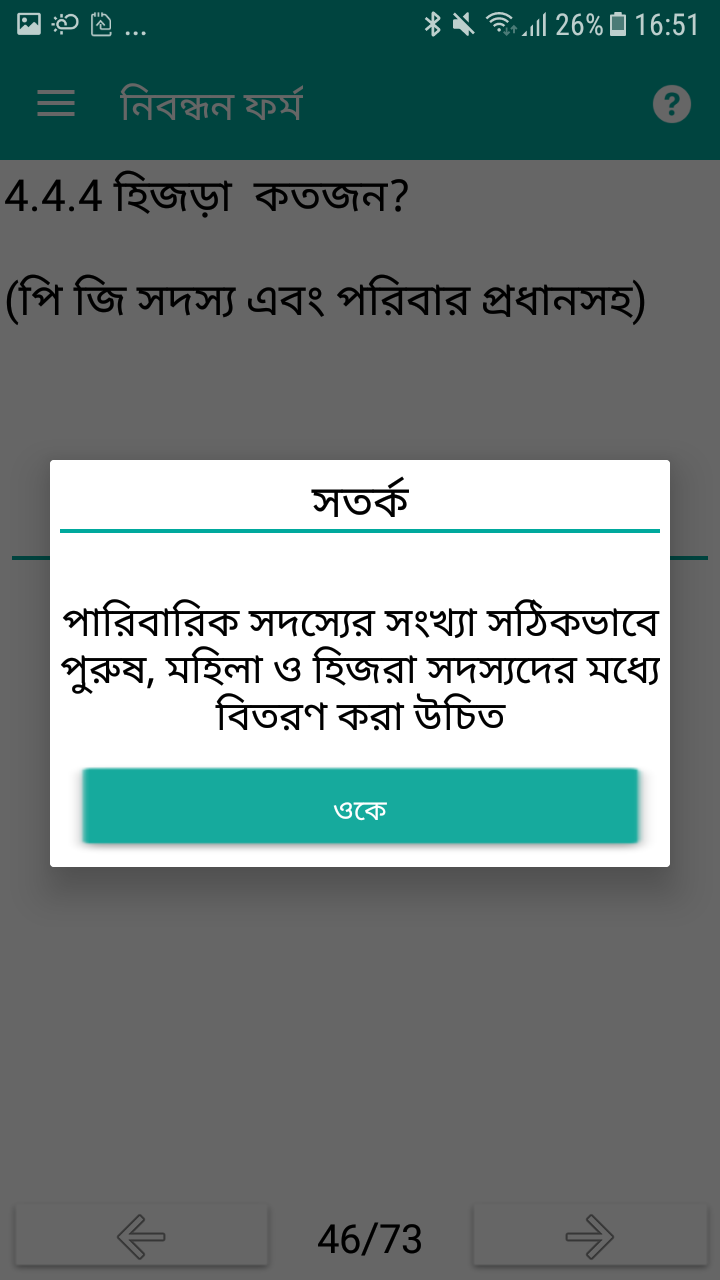 ... 26% 16:51
নিবন্ধন ফর্ম ?
4.4.4 হিজড়া কতজন?
(পি জি সদস্য এবং পরিবার প্রধানসহ)
সতর্ক
পারিবারিক সদস্যের সংখ্যা সঠিকভাবে
পুরুষ, মহিলা ও হিজরা সদস্যদের মধ্যে
বিতরণ করা উচিত
ওকে
46/73